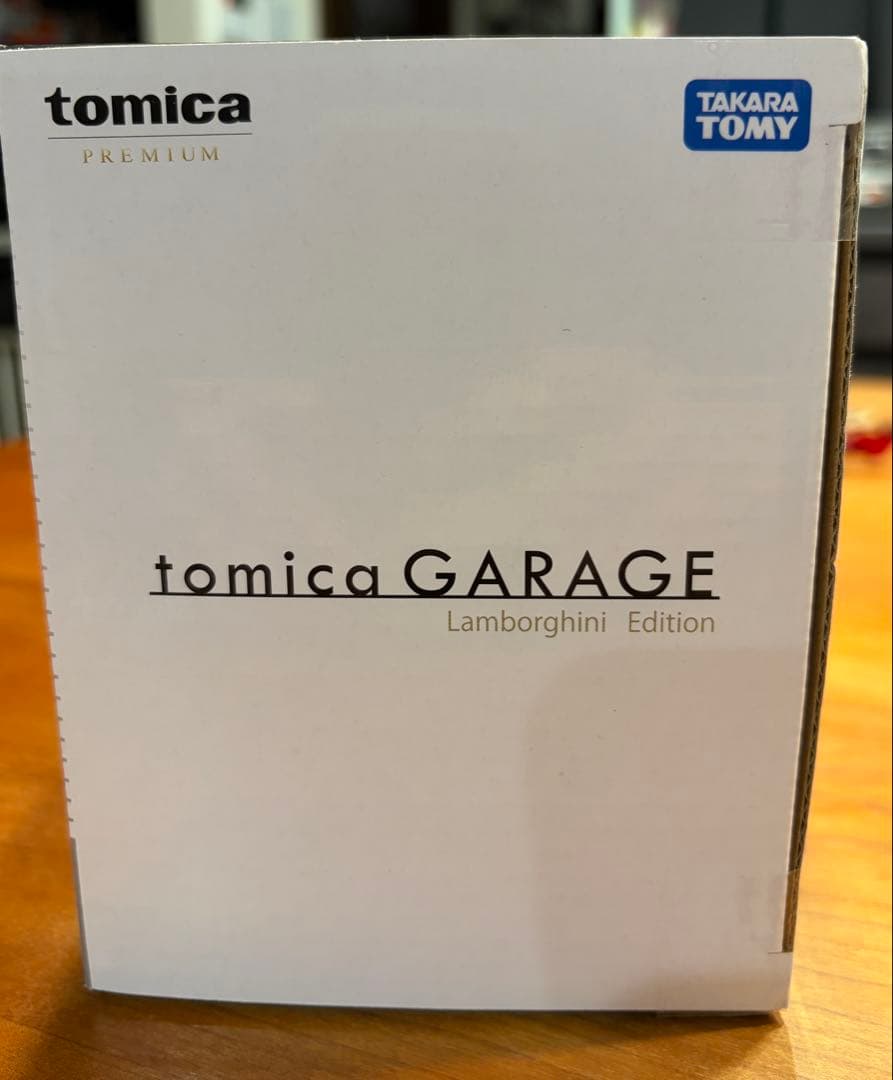 tomica
PREMIUM
TAKARA
TOMY
tomica GARAGE
Lamborghini Edition